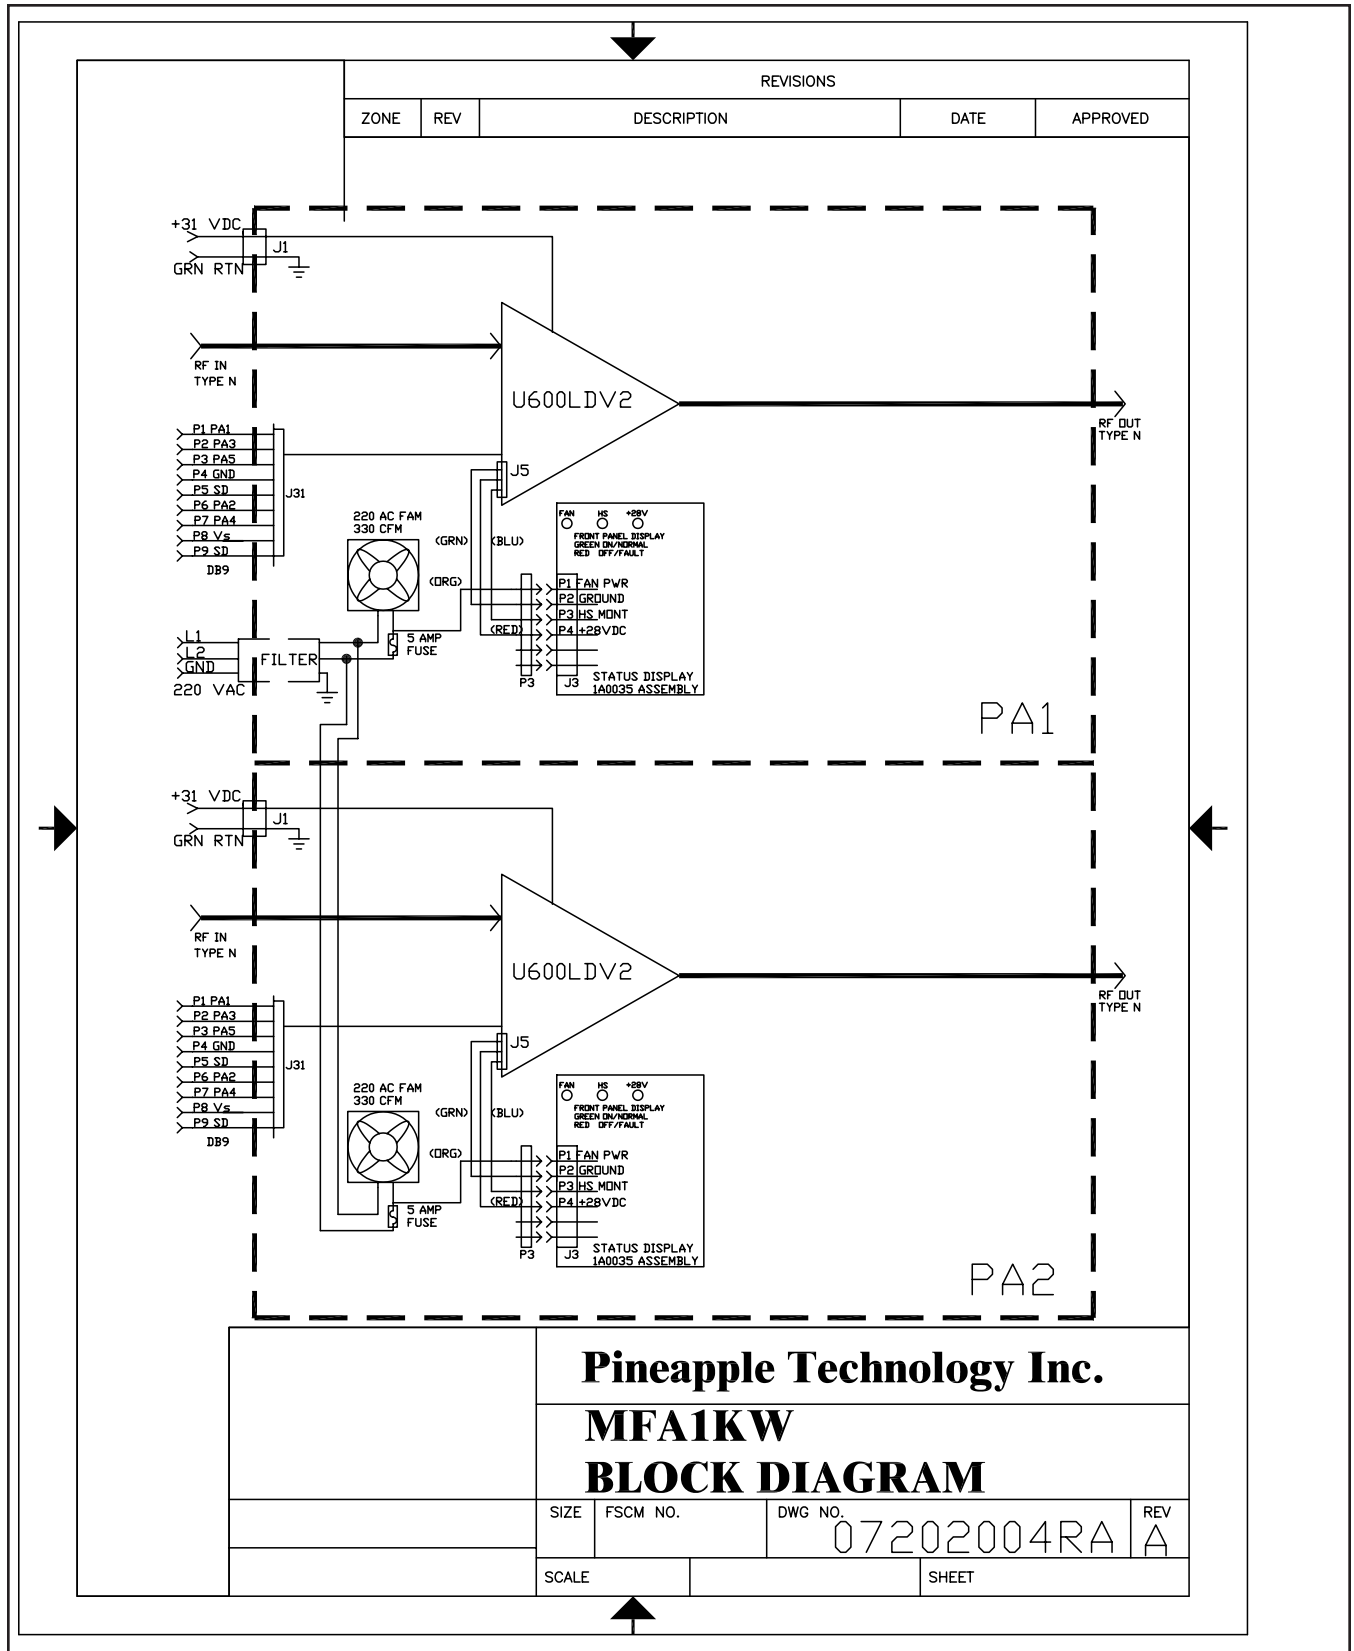 REVISIONS
ZONE REV DESCRIPTION DATE APPROVED
+31 VDC
J1
GRN RTN
RF IN
TYPE N
U600LDV2
RF OUT
TYPE N
P1 PA1
P2 PA3
P3 PA5
P4 GND
P5 SD
P6 PA2
P7 PA4
P8 Vs
P9 SD
DB9
J31
J5
220 AC FAM
330 CFM
(GRN) (BLU)
(ORG)
(RED)
FAN HS +28V
FRONT PANEL DISPLAY
GREEN ON/NORMAL
RED OFF/FAULT
P1 FAN PWR
P2 GROUND
P3 HS MONT
P4 +28VDC
5 AMP
FUSE
STATUS DISPLAY
1A0035 ASSEMBLY
P3 J3
L1
L2
GND
220 VAC
FILTER
PA1
+31 VDC
J1
GRN RTN
RF IN
TYPE N
U600LDV2
RF OUT
TYPE N
P1 PA1
P2 PA3
P3 PA5
P4 GND
P5 SD
P6 PA2
P7 PA4
P8 Vs
P9 SD
DB9
J31
J5
220 AC FAM
330 CFM
(GRN) (BLU)
(ORG)
(RED)
FAN HS +28V
FRONT PANEL DISPLAY
GREEN ON/NORMAL
RED OFF/FAULT
P1 FAN PWR
P2 GROUND
P3 HS MONT
P4 +28VDC
5 AMP
FUSE
STATUS DISPLAY
1A0035 ASSEMBLY
P3 J3
PA2
Pineapple Technology Inc.
MFA1KW
BLOCK DIAGRAM
SIZE FSCM NO. DWG NO. 07202004RA REV A
SCALE SHEET